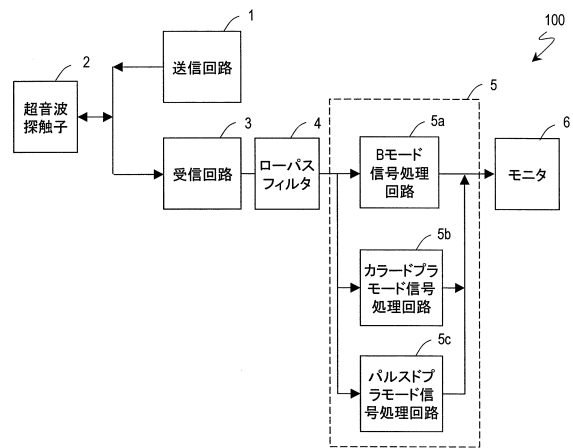 100
1
送信回路
2
超音波
探触子
3
受信回路
4
ローパス
フィルタ
5
5a
Bモード
信号処理
回路
6
モニタ
5b
カラードプラ
モード信号
処理回路
5c
パルスドプ
ラモード信
号処理回路